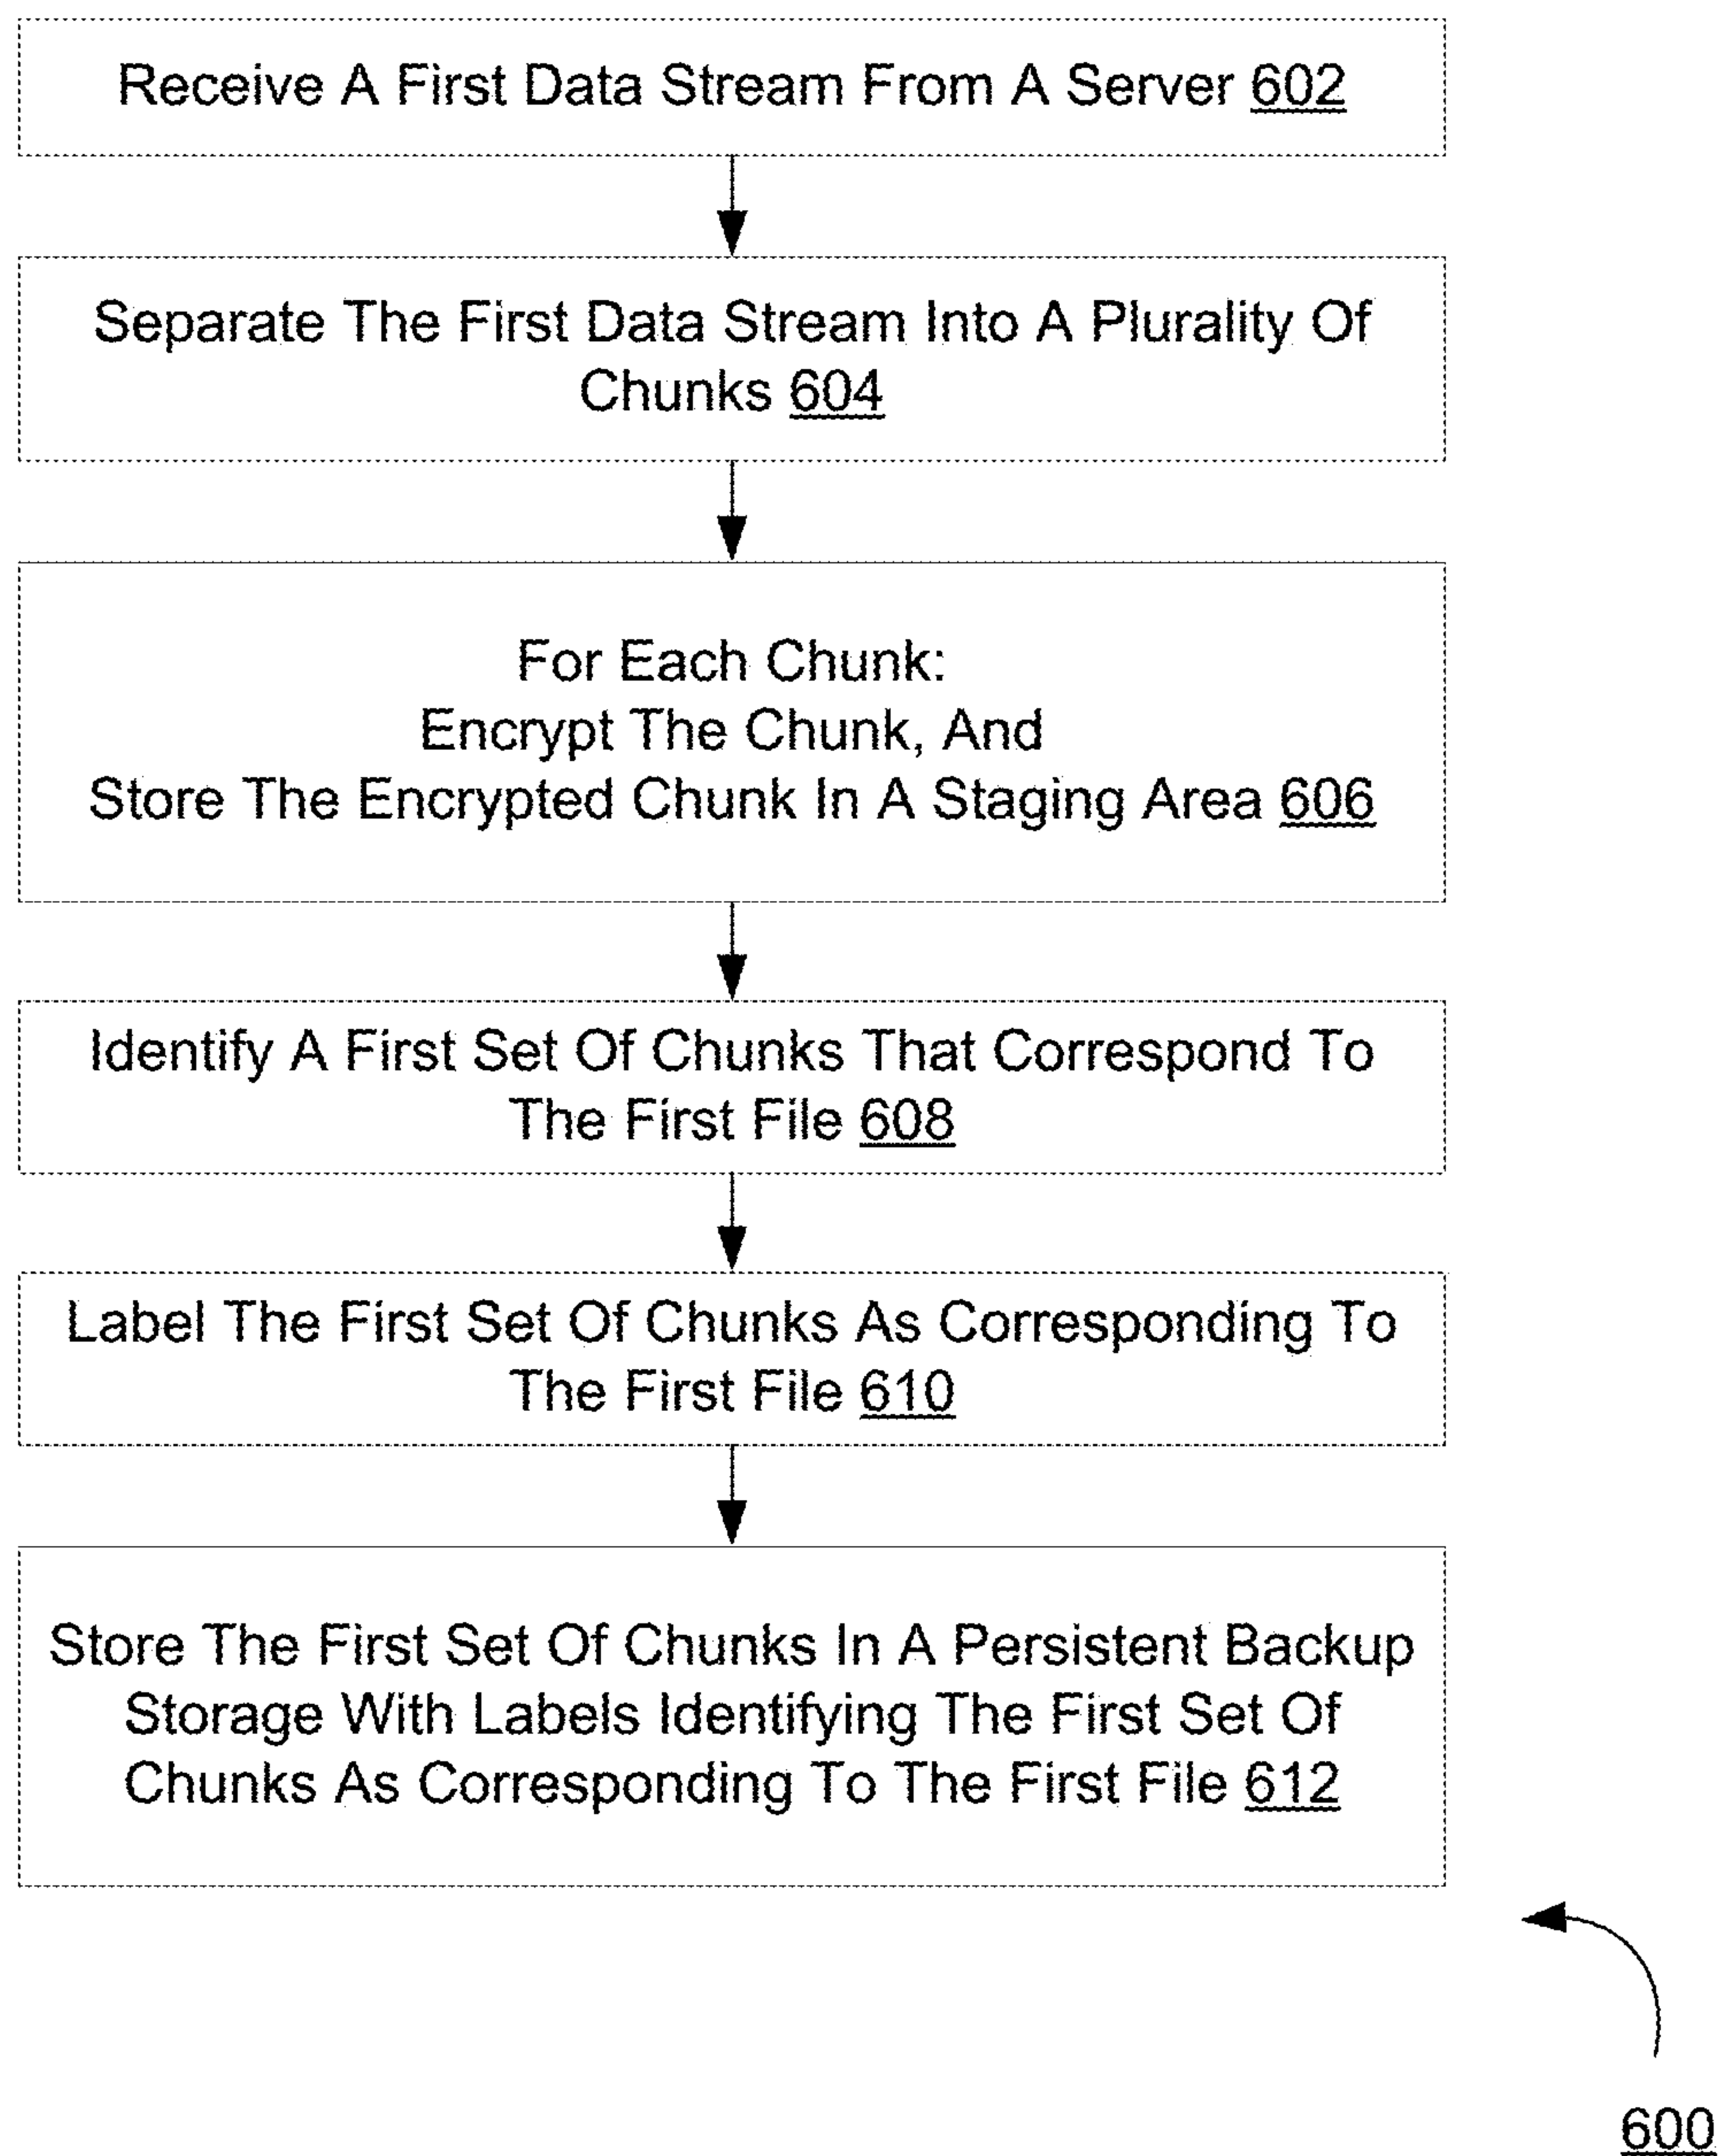 Receive A First Data Stream From A Server 602
Separate The First Data Stream Into A Plurality Of
Chunks 604
For Each Chunk:
Encrypt The Chunk, And
Store The Encrypted Chunk In A Staging Area 606
Identify A First Set Of Chunks That Correspond To
The First File 608
Label The First Set Of Chunks As Corresponding To
The First File 610
Store The First Set Of Chunks In A Persistent Backup
Storage With Labels Identifying The First Set Of
Chunks As Corresponding To The First File 612
600